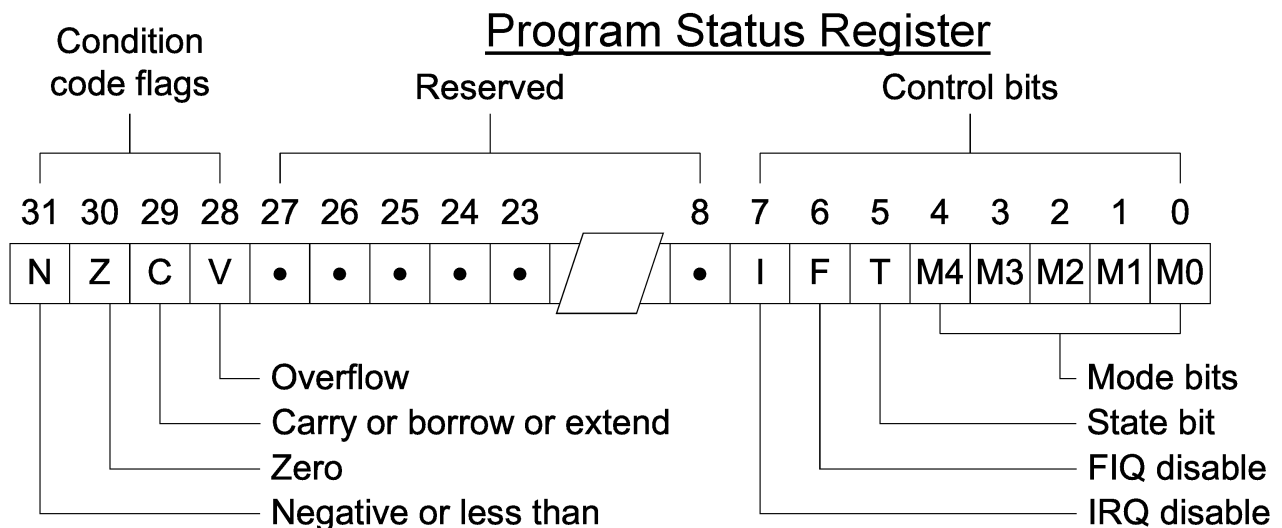 Program Status Register
Condition
code flags
Reserved
Control bits
31 30 29 28 27 26 25 24 23 8 7 6 5 4 3 2 1 0
N Z C V • • • • • • I F T M4 M3 M2 M1 M0
Overflow
Carry or borrow or extend
Zero
Negative or less than
Mode bits
State bit
FIQ disable
IRQ disable